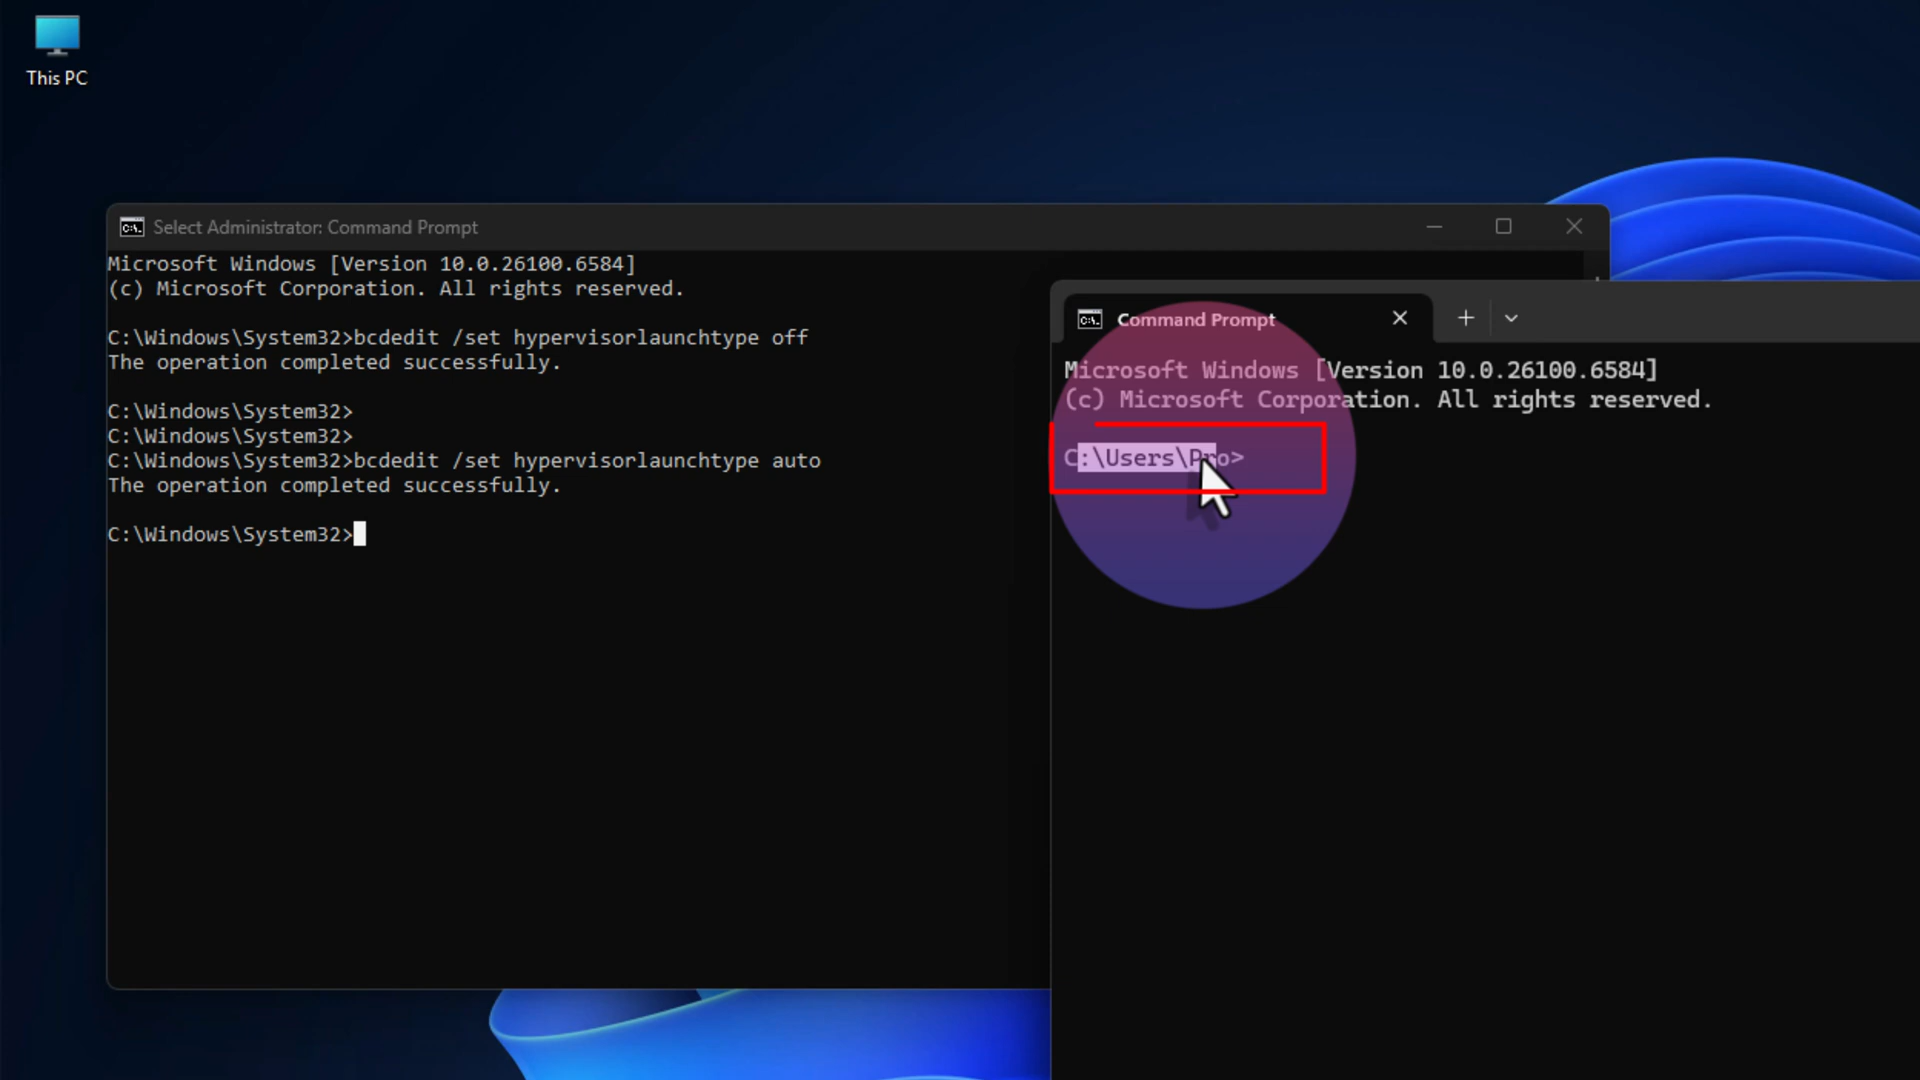 This PC
Select Administrator: Command Prompt
Microsoft Windows [Version 10.0.26100.6584]
(c) Microsoft Corporation. All rights reserved.
C:\Windows\System32>bcdedit /set hypervisorlaunchtype off
The operation completed successfully.
C:\Windows\System32>
C:\Windows\System32>
C:\Windows\System32>bcdedit /set hypervisorlaunchtype auto
The operation completed successfully.
C:\Windows\System32>
Command Prompt
Microsoft Windows [Version 10.0.26100.6584]
(c) Microsoft Corporation. All rights reserved.
C:\Users\Pro>